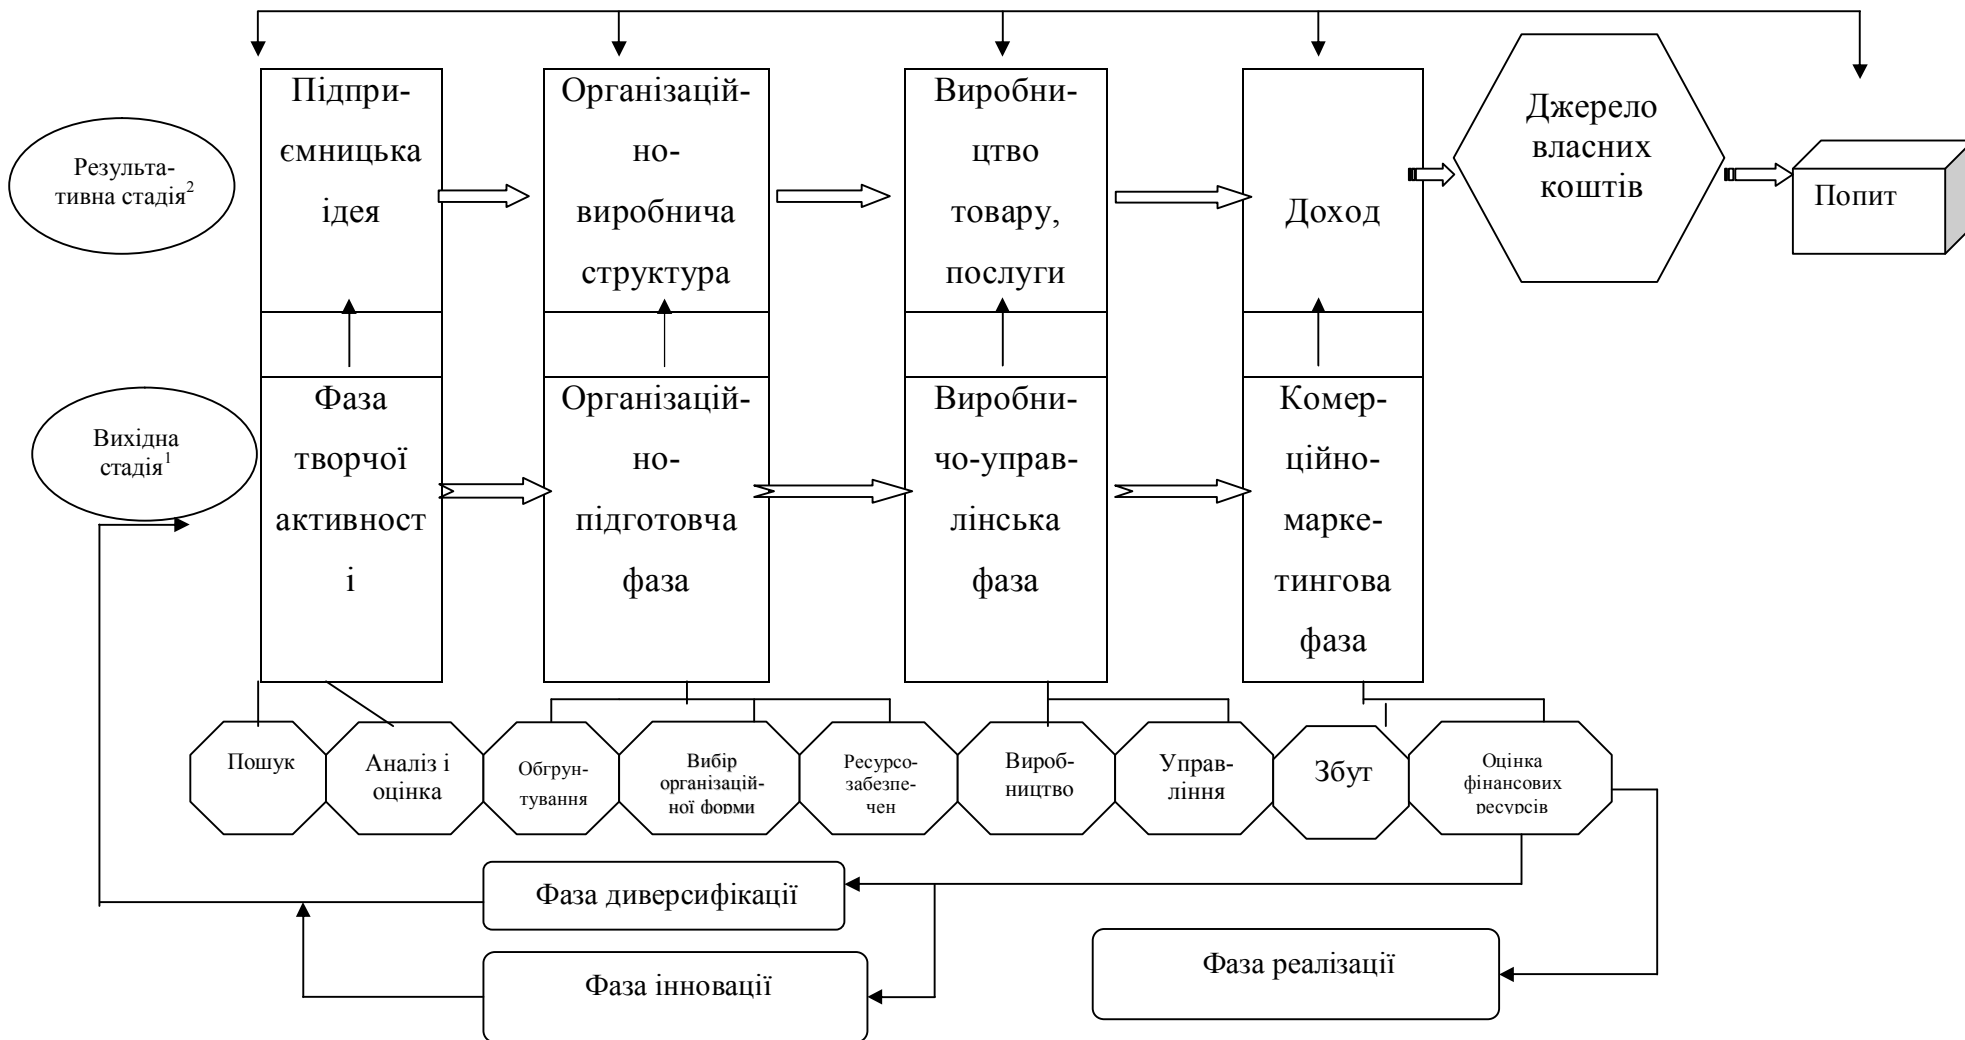 Підпри-
ємницька
ідея
Організацій-
но-
виробнича
структура
Виробни-
цтво
товару,
послуги
Доход
Джерело
власних
коштів
Попит
Результа-
тивна стадія²
Вихідна
стадія¹
Фаза
творчої
активност
і
Організацій-
но-
підготовча
фаза
Виробни-
чо-управ-
лінська
фаза
Комер-
ційно-
марке-
тингова
фаза
Пошук
Аналіз і
оцінка
Обгрун-
тування
Вибір
організацій-
ної форми
Ресурсо-
забезпе-
чен
Вироб-
ництво
Управ-
ління
Збут
Оцінка
фінансових
ресурсів
Фаза диверсифікації
Фаза інновації
Фаза реалізації